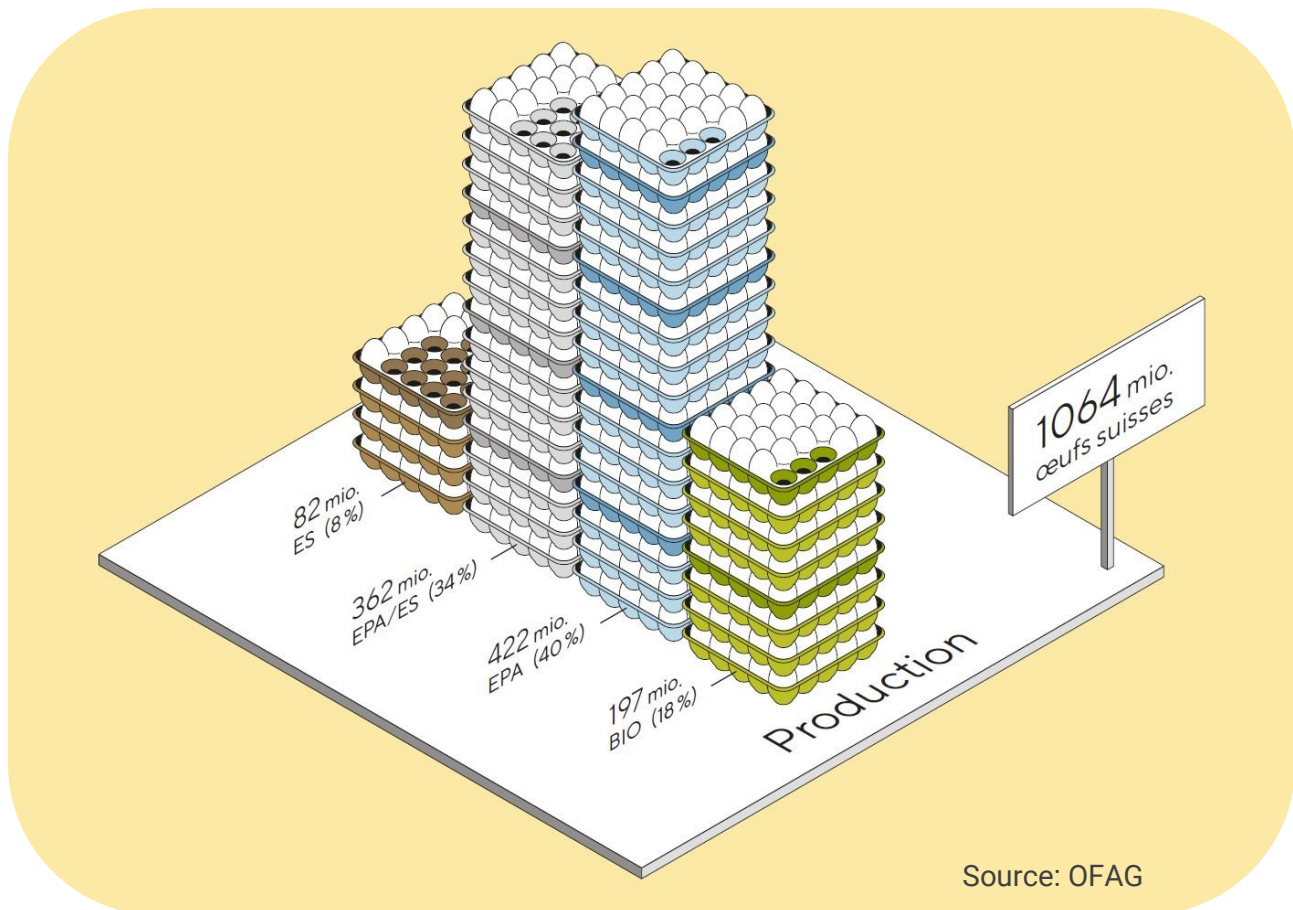 1064 mio.
œufs suisses
82 mio.
ES (8%)
362 mio.
EPA/ES (34%)
422 mio.
EPA (40%)
197 mio.
BIO (18%)
Production
Source: OFAG